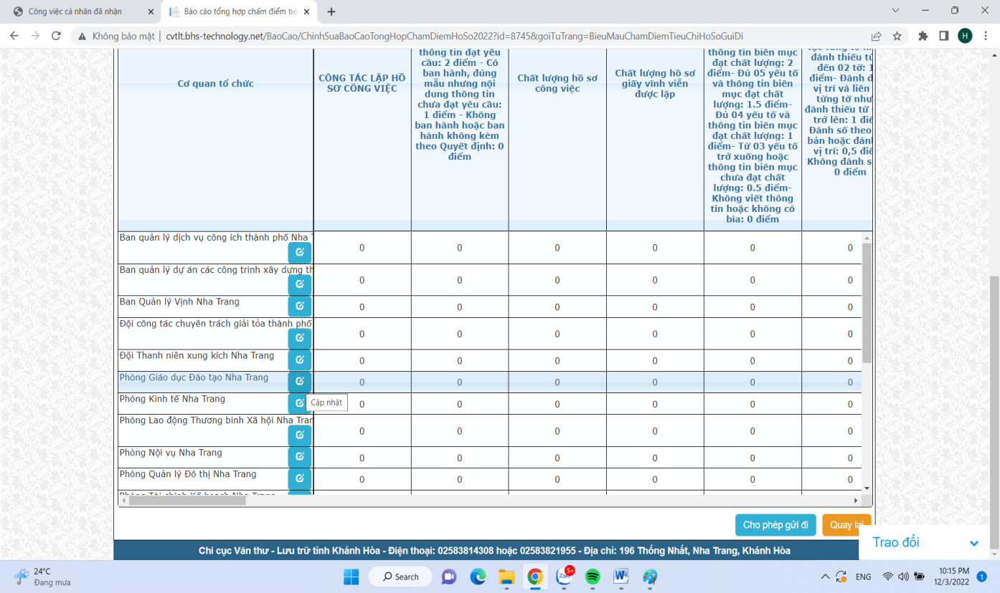 Công việc cá nhân đã nhận
Báo cáo tổng hợp chấm điểm tiê
Không bảo mật
cvtlt.bhs-technology.net/BaoCao/ChinhSuaBaoCaoTongHopChamDiemHoSo2022?id=8745&goiTuTrang=BieuMauChamDiemTieuChiHoSoGuiDi
H
Cơ quan tổ chức
CÔNG TÁC LẬP HỒ
SƠ CÔNG VIỆC
thông tin đạt yêu
cầu: 2 điểm - Có
ban hành, đúng
mẫu nhưng nội
dung thông tin
chưa đạt yêu cầu:
1 điểm - Không
ban hành hoặc ban
hành không kèm
theo Quyết định: 0
điểm
Chất lượng hồ sơ
công việc
Chất lượng hồ sơ
giấy vĩnh viễn
được lập
thông tin biên mục
đạt chất lượng: 2
điểm- Đủ 05 yếu tố
và thông tin biên
mục đạt chất
lượng: 1.5 điểm-
Đủ 04 yếu tố và
thông tin biên mục
đạt chất lượng: 1
điểm- Từ 03 yếu tố
trở xuống hoặc
thông tin biên mục
chưa đạt chất
lượng: 0.5 điểm-
Không viết thông
tin hoặc không có
bìa: 0 điểm
đánh thiếu từ
đến 02 tờ: 1
điểm- Đánh đ
vị trí và liên
từng tờ như
đánh thiếu từ
trở lên: 1 điể
Đánh số theo
bản hoặc đánh
vị trí: 0,5 điể
Không đánh s
0 điểm
Ban quản lý dịch vụ công ích thành phố Nha T
0 0 0 0 0 0
Ban quản lý dự án các công trình xây dựng th
0 0 0 0 0 0
Ban Quản lý Vịnh Nha Trang
0 0 0 0 0 0
Đội công tác chuyên trách giải tỏa thành phố
0 0 0 0 0 0
Đội Thanh niên xung kích Nha Trang
0 0 0 0 0 0
Phòng Giáo dục Đào tạo Nha Trang
0 0 0 0 0 0
Phòng Kinh tế Nha Trang
Cập nhật
0 0 0 0 0 0
Phòng Lao động Thương binh Xã hội Nha Tran
0 0 0 0 0 0
Phòng Nội vụ Nha Trang
0 0 0 0 0 0
Phòng Quản lý Đô thị Nha Trang
0 0 0 0 0 0
Phòng Tài chính Kế hoạch Nha Trang
Cho phép gửi đi
Quay lại
Trao đổi
Chi cục Văn thư - Lưu trữ tỉnh Khánh Hòa - Điện thoại: 02583814308 hoặc 02583821955 - Địa chỉ: 196 Thống Nhất, Nha Trang, Khánh Hòa
24°C
Đang mưa
Search
Zalo
5+
ENG
10:15 PM
12/3/2022
1